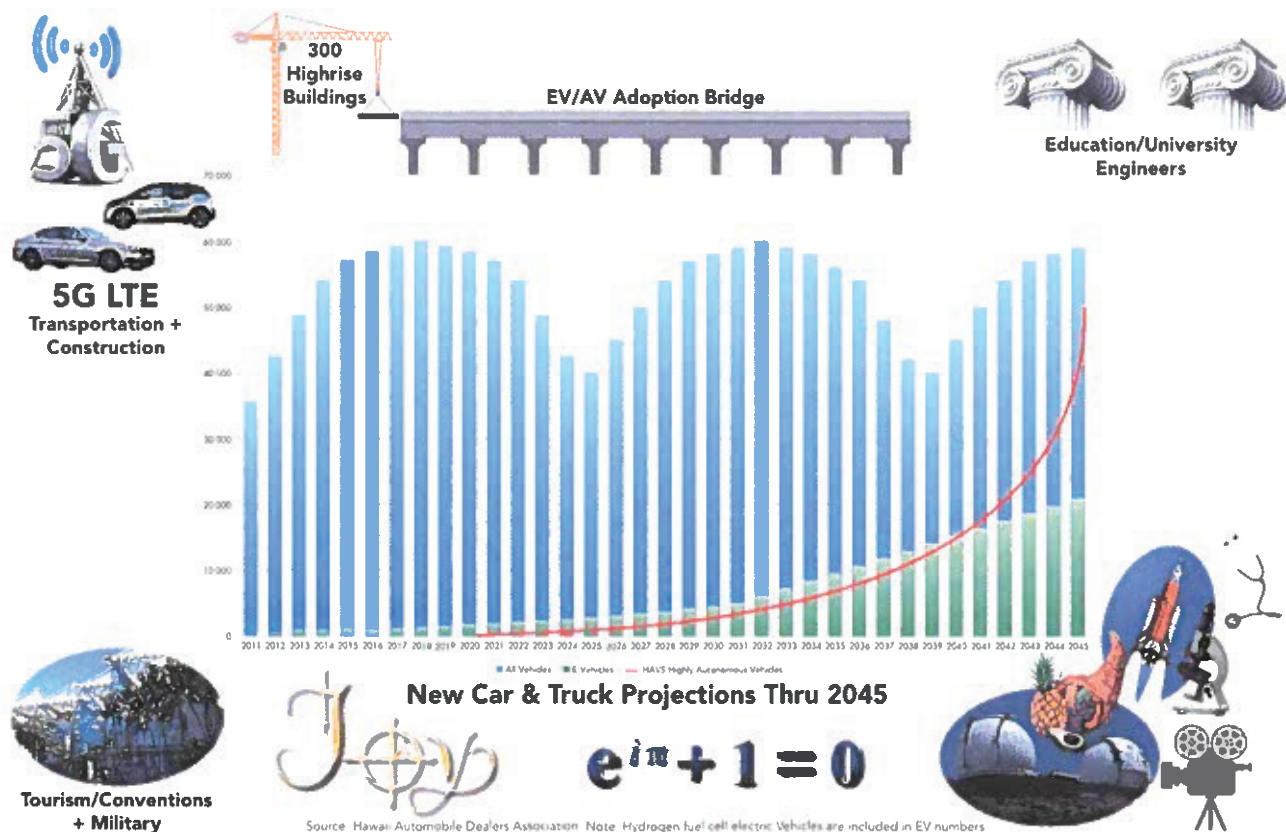 300
Highrise
Buildings
EV/AV Adoption Bridge
Education/University
Engineers
5G
5G LTE
Transportation +
Construction
70 000
60 000
50 000
40 000
30 000
20 000
10 000
0
2011 2012 2013 2014 2015 2016 2017 2018 2019 2020 2021 2022 2023 2024 2025 2026 2027 2028 2029 2030 2031 2032 2033 2034 2035 2036 2037 2038 2039 2040 2041 2042 2043 2044 2045
All Vehicles E Vehicles HAVS Highly Autonomous Vehicles
New Car & Truck Projections Thru 2045
Joy
e^iπ + 1 = 0
Tourism/Conventions
+ Military
Source: Hawaii Automobile Dealers Association Note: Hydrogen fuel cell electric Vehicles are included in EV numbers